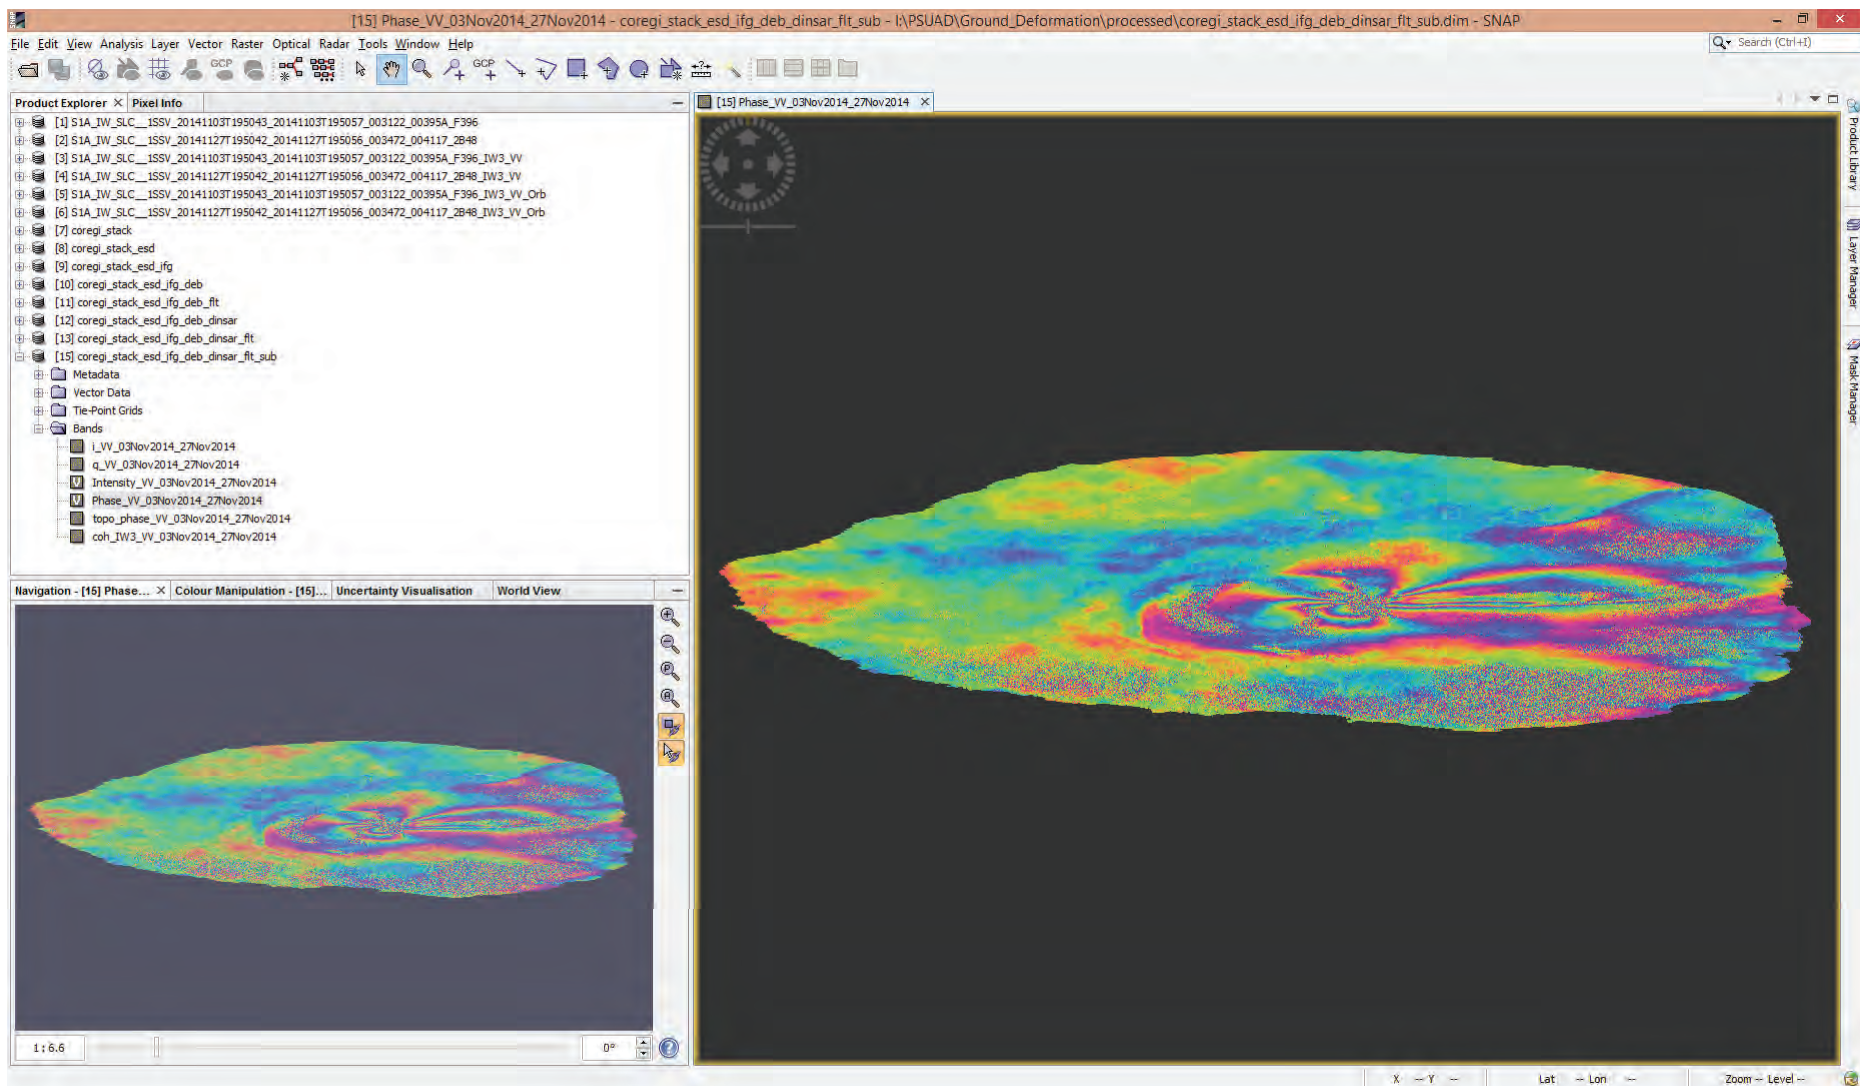 [15] Phase_VV_03Nov2014_27Nov2014 - coregi_stack_esd_ifg_deb_dinsar_flt_sub - I:\PSUAD\Ground_Deformation\processed\coregi_stack_esd_ifg_deb_dinsar_flt_sub.dim - SNAP
File Edit View Analysis Layer Vector Raster Optical Radar Tools Window Help
Search (Ctrl+I)
GCP
GCP
Product Explorer Pixel Info
[1] S1A_IW_SLC__1SSV_20141103T195043_20141103T195057_003122_00395A_F396
[2] S1A_IW_SLC__1SSV_20141127T195042_20141127T195056_003472_004117_2B48
[3] S1A_IW_SLC__1SSV_20141103T195043_20141103T195057_003122_00395A_F396_IW3_VV
[4] S1A_IW_SLC__1SSV_20141127T195042_20141127T195056_003472_004117_2B48_IW3_VV
[5] S1A_IW_SLC__1SSV_20141103T195043_20141103T195057_003122_00395A_F396_IW3_VV_Orb
[6] S1A_IW_SLC__1SSV_20141127T195042_20141127T195056_003472_004117_2B48_IW3_VV_Orb
[7] coregi_stack
[8] coregi_stack_esd
[9] coregi_stack_esd_ifg
[10] coregi_stack_esd_ifg_deb
[11] coregi_stack_esd_ifg_deb_flt
[12] coregi_stack_esd_ifg_deb_dinsar
[13] coregi_stack_esd_ifg_deb_dinsar_flt
[15] coregi_stack_esd_ifg_deb_dinsar_flt_sub
Metadata
Vector Data
Tie-Point Grids
Bands
i_VV_03Nov2014_27Nov2014
q_VV_03Nov2014_27Nov2014
Intensity_VV_03Nov2014_27Nov2014
Phase_VV_03Nov2014_27Nov2014
topo_phase_VV_03Nov2014_27Nov2014
coh_IW3_VV_03Nov2014_27Nov2014
Navigation - [15] Phase... Colour Manipulation - [15]... Uncertainty Visualisation World View
1:6.6
0°
[15] Phase_VV_03Nov2014_27Nov2014
Product Library
Layer Manager
Mask Manager
X -- Y -- Lat -- Lon -- Zoom -- Level --